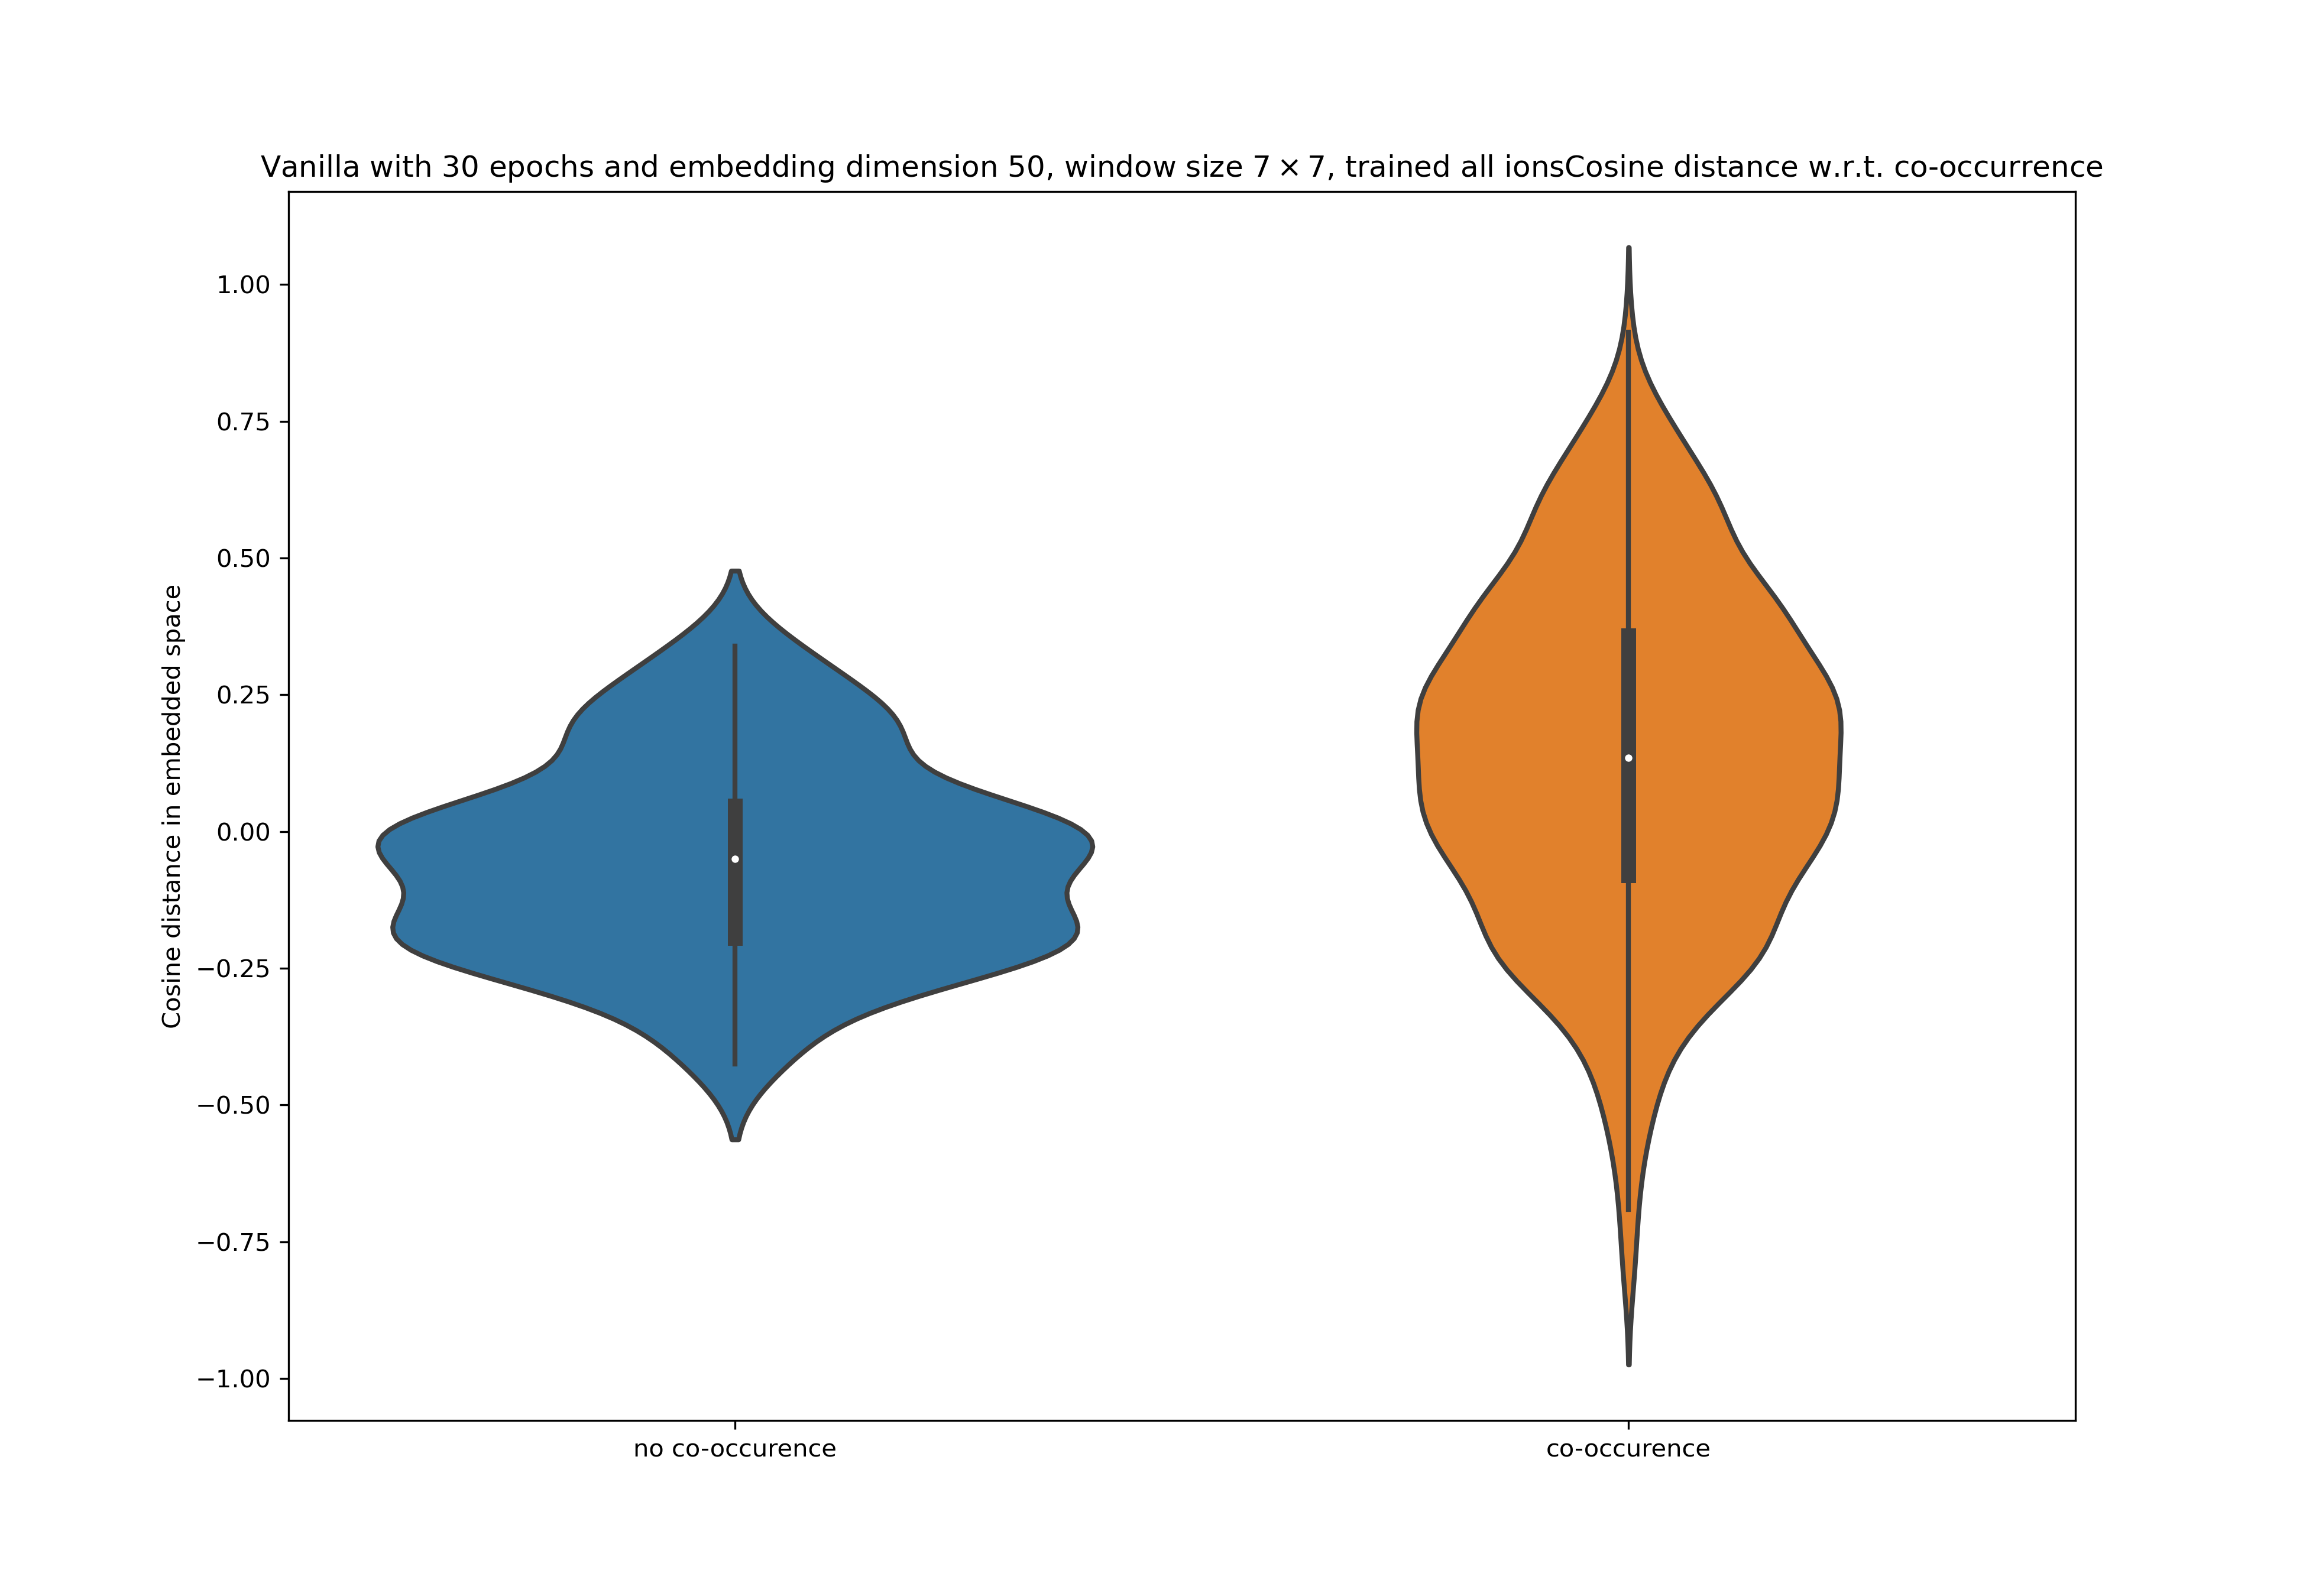 Vanilla with 30 epochs and embedding dimension 50, window size 7 × 7, trained all ionsCosine distance w.r.t. co-occurrence
Cosine distance in embedded space
1.00
0.75
0.50
0.25
0.00
−0.25
−0.50
−0.75
−1.00
no co-occurence
co-occurence